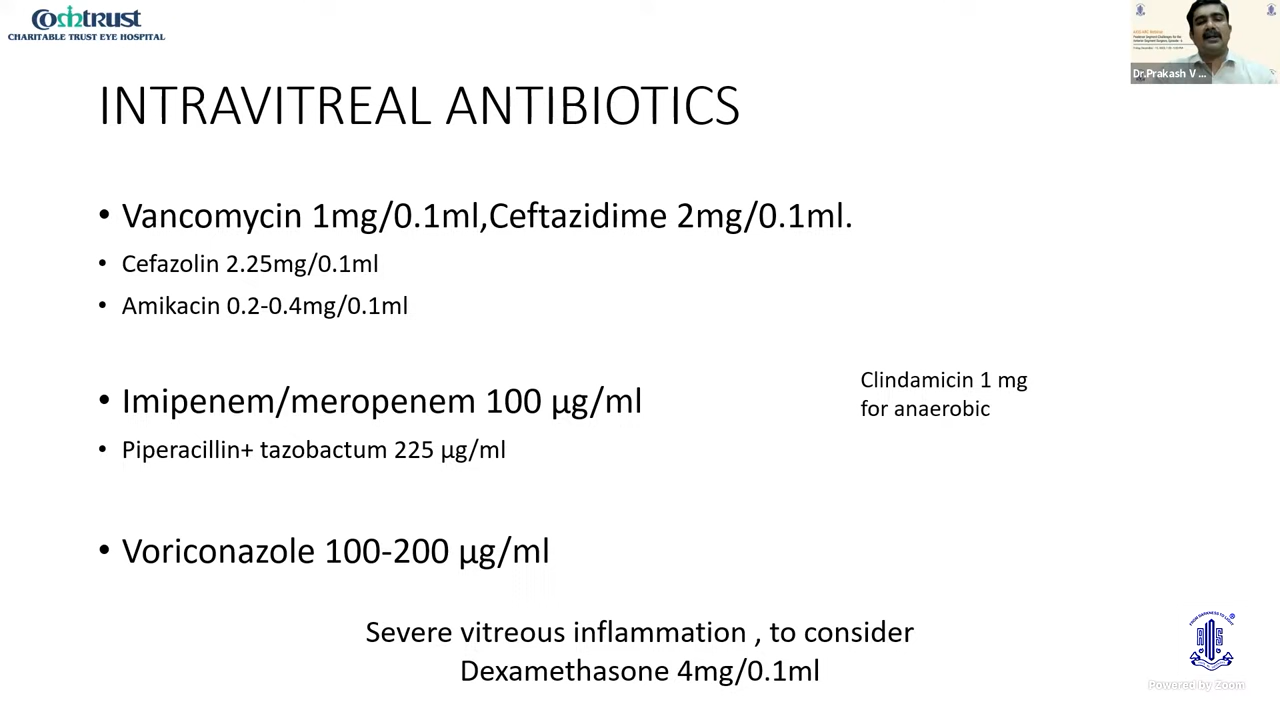 Comtrust
CHARITABLE TRUST EYE HOSPITAL
Dr.Prakash V ...
INTRAVITREAL ANTIBIOTICS
• Vancomycin 1mg/0.1ml,Ceftazidime 2mg/0.1ml.
• Cefazolin 2.25mg/0.1ml
• Amikacin 0.2-0.4mg/0.1ml
• Imipenem/meropenem 100 µg/ml
Clindamicin 1 mg
for anaerobic
• Piperacillin+ tazobactum 225 µg/ml
• Voriconazole 100-200 µg/ml
Severe vitreous inflammation , to consider
Dexamethasone 4mg/0.1ml
Powered by Zoom